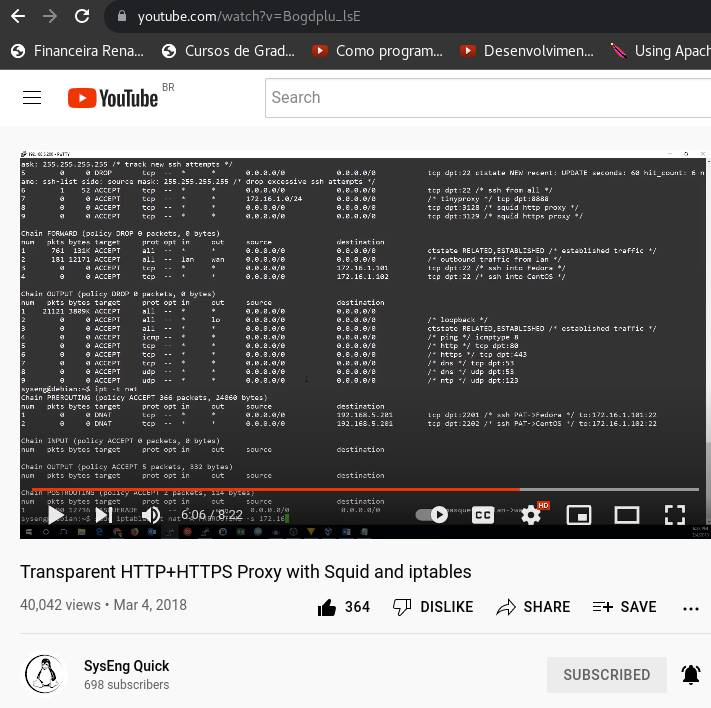 youtube.com/watch?v=Bogdplu_lsE
Financeira Rena... Cursos de Grad... Como program... Desenvolvimen... Using Apach
YouTube BR
Search
192.168.5.200 - PuTTY
ask: 255.255.255.255 /* track new ssh attempts */
5 0 0 DROP tcp -- * * 0.0.0.0/0 0.0.0.0/0 tcp dpt:22 ctstate NEW recent: UPDATE seconds: 60 hit_count: 6 n
ame: ssh-list side: source mask: 255.255.255.255 /* drop excessive ssh attempts */
6 1 52 ACCEPT tcp -- * * 0.0.0.0/0 0.0.0.0/0 tcp dpt:22 /* ssh from all */
7 0 0 ACCEPT tcp -- * * 172.16.1.0/24 0.0.0.0/0 /* tinyproxy */ tcp dpt:8888
8 0 0 ACCEPT tcp -- * * 0.0.0.0/0 0.0.0.0/0 tcp dpt:3128 /* squid http proxy */
9 0 0 ACCEPT tcp -- * * 0.0.0.0/0 0.0.0.0/0 tcp dpt:3129 /* squid https proxy */
Chain FORWARD (policy DROP 0 packets, 0 bytes)
num pkts bytes target prot opt in out source destination
1 761 131K ACCEPT all -- * * 0.0.0.0/0 0.0.0.0/0 ctstate RELATED,ESTABLISHED /* established traffic */
2 181 12171 ACCEPT all -- lan wan 0.0.0.0/0 0.0.0.0/0 /* outbound traffic from lan */
3 0 0 ACCEPT tcp -- * * 0.0.0.0/0 172.16.1.101 tcp dpt:22 /* ssh into Fedora */
4 0 0 ACCEPT tcp -- * * 0.0.0.0/0 172.16.1.102 tcp dpt:22 /* ssh into CentOS */
Chain OUTPUT (policy DROP 0 packets, 0 bytes)
num pkts bytes target prot opt in out source destination
1 21121 3809K ACCEPT all -- * * 0.0.0.0/0 0.0.0.0/0
2 0 0 ACCEPT all -- * lo 0.0.0.0/0 0.0.0.0/0 /* loopback */
3 0 0 ACCEPT all -- * * 0.0.0.0/0 0.0.0.0/0 ctstate RELATED,ESTABLISHED /* established traffic */
4 0 0 ACCEPT icmp -- * * 0.0.0.0/0 0.0.0.0/0 /* ping */ icmptype 8
5 0 0 ACCEPT tcp -- * * 0.0.0.0/0 0.0.0.0/0 /* http */ tcp dpt:80
6 0 0 ACCEPT tcp -- * * 0.0.0.0/0 0.0.0.0/0 /* https */ tcp dpt:443
7 0 0 ACCEPT tcp -- * * 0.0.0.0/0 0.0.0.0/0 /* dns */ tcp dpt:53
8 0 0 ACCEPT udp -- * * 0.0.0.0/0 0.0.0.0/0 /* dns */ udp dpt:53
9 0 0 ACCEPT udp -- * * 0.0.0.0/0 0.0.0.0/0 /* ntp */ udp dpt:123
syseng@debian:~$ ipt -t nat
Chain PREROUTING (policy ACCEPT 366 packets, 24060 bytes)
num pkts bytes target prot opt in out source destination
1 0 0 DNAT tcp -- * * 0.0.0.0/0 192.168.5.201 tcp dpt:2201 /* ssh PAT->Fedora */ to:172.16.1.101:22
2 0 0 DNAT tcp -- * * 0.0.0.0/0 192.168.5.201 tcp dpt:2202 /* ssh PAT->CentOS */ to:172.16.1.102:22
Chain INPUT (policy ACCEPT 0 packets, 0 bytes)
num pkts bytes target prot opt in out source destination
Chain OUTPUT (policy ACCEPT 5 packets, 332 bytes)
num pkts bytes target prot opt in out source destination
Chain POSTROUTING (policy ACCEPT 2 packets, 114 bytes)
num pkts bytes target prot opt in out source destination
6:06 / 8:22 CC HD
Transparent HTTP+HTTPS Proxy with Squid and iptables
40,042 views • Mar 4, 2018 364 DISLIKE SHARE SAVE ...
SysEng Quick
698 subscribers
SUBSCRIBED